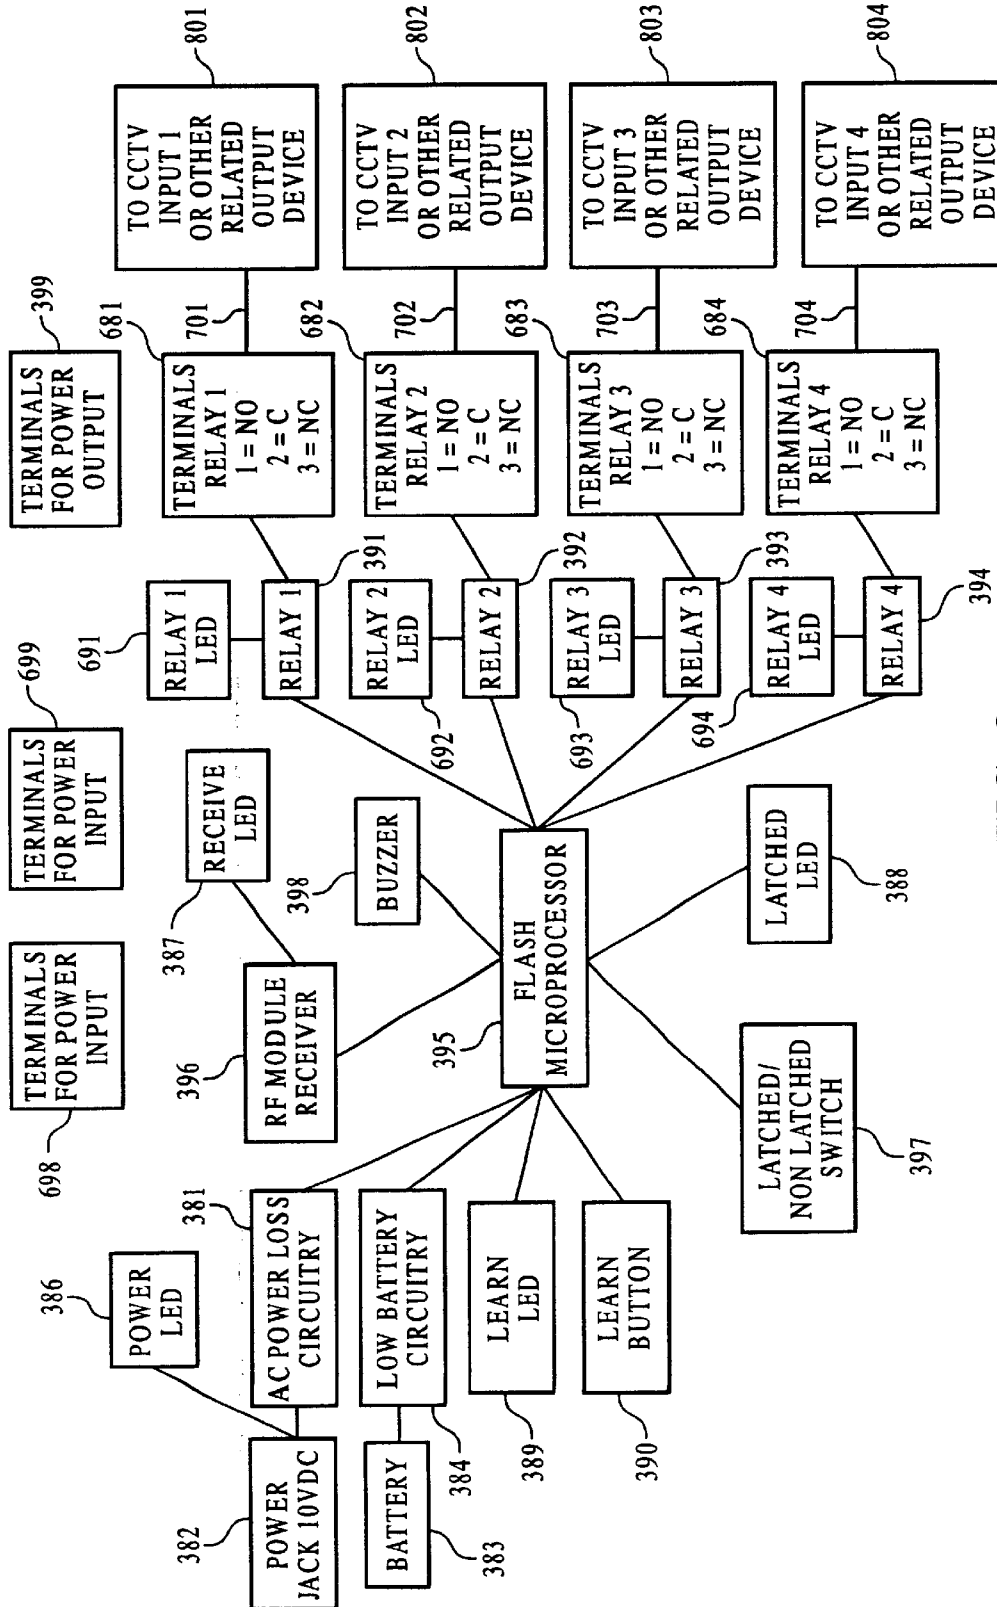 TERMINALS
FOR POWER
INPUT
698
TERMINALS
FOR POWER
INPUT
699
TERMINALS
FOR POWER
OUTPUT
399
386
POWER
LED
382
POWER
JACK 10VDC
381
AC POWER LOSS
CIRCUITRY
BATTERY
383
LOW BATTERY
CIRCUITRY
384
LEARN
LED
389
LEARN
BUTTON
390
387
RECEIVE
LED
396
RF MODULE
RECEIVER
398
BUZZER
395
FLASH
MICROPROCESSOR
LATCHED/
NON LATCHED
SWITCH
397
LATCHED
LED
388
691
RELAY 1
LED
RELAY 1
391
RELAY 2
LED
692
RELAY 2
392
RELAY 3
LED
693
RELAY 3
393
RELAY 4
LED
694
RELAY 4
394
681
TERMINALS
RELAY 1
1 = NO
2 = C
3 = NC
701
TO CCTV
INPUT 1
OR OTHER
RELATED
OUTPUT
DEVICE
801
682
TERMINALS
RELAY 2
1 = NO
2 = C
3 = NC
702
TO CCTV
INPUT 2
OR OTHER
RELATED
OUTPUT
DEVICE
802
683
TERMINALS
RELAY 3
1 = NO
2 = C
3 = NC
703
TO CCTV
INPUT 3
OR OTHER
RELATED
OUTPUT
DEVICE
803
684
TERMINALS
RELAY 4
1 = NO
2 = C
3 = NC
704
TO CCTV
INPUT 4
OR OTHER
RELATED
OUTPUT
DEVICE
804